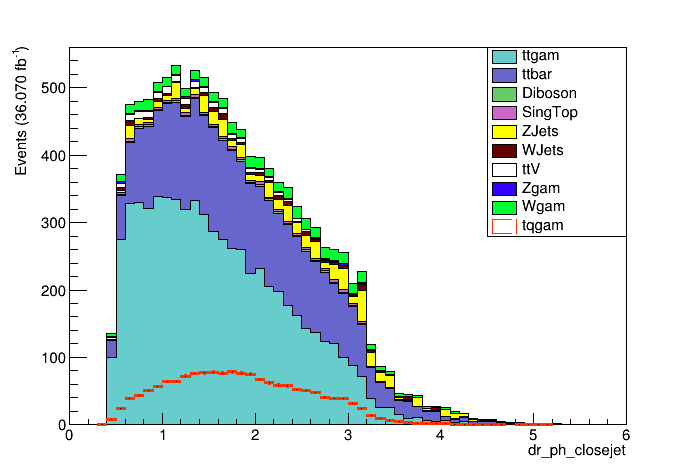 Events (36.070 fb⁻¹)
500
400
300
200
100
0
0 1 2 3 4 5 6
dr_ph_closejet
ttgam
ttbar
Diboson
SingTop
ZJets
WJets
ttV
Zgam
Wgam
tqgam